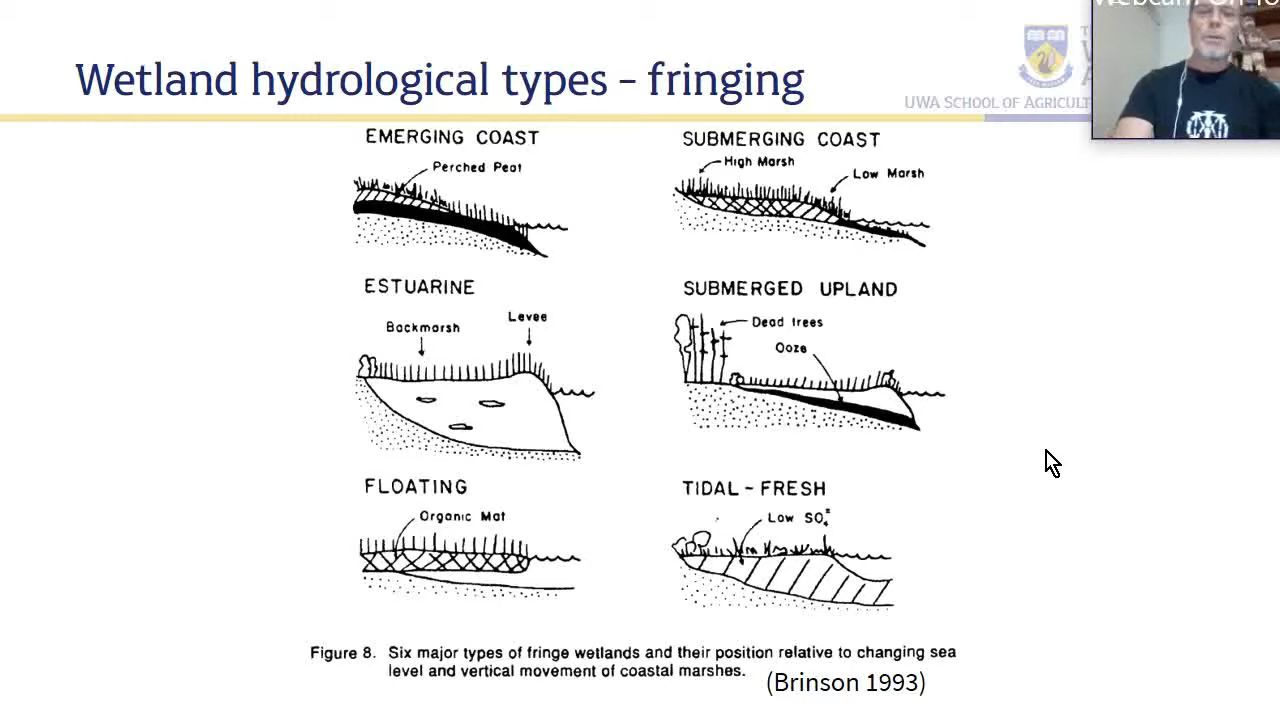 Wetland hydrological types – fringing
UWA SCHOOL OF AGRICULT
EMERGING COAST
Perched Peat
SUBMERGING COAST
High Marsh
Low Marsh
ESTUARINE
Backmarsh
Levee
SUBMERGED UPLAND
Dead trees
Ooze
FLOATING
Organic Mat
TIDAL-FRESH
Low SO₄⁼
Figure 8. Six major types of fringe wetlands and their position relative to changing sea
level and vertical movement of coastal marshes.
(Brinson 1993)